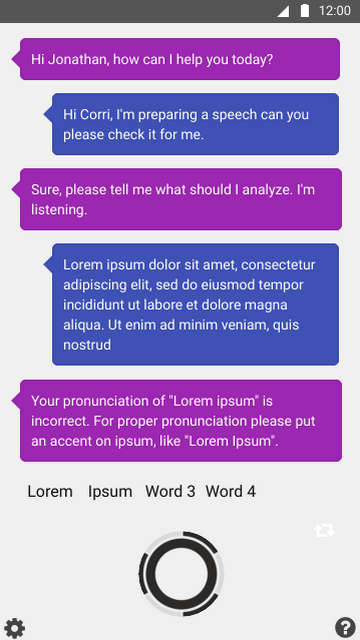 12:00
Hi Jonathan, how can I help you today?
Hi Corri, I'm preparing a speech can you
please check it for me.
Sure, please tell me what should I analyze. I'm
listening.
Lorem ipsum dolor sit amet, consectetur
adipiscing elit, sed do eiusmod tempor
incididunt ut labore et dolore magna
aliqua. Ut enim ad minim veniam, quis
nostrud
Your pronunciation of "Lorem ipsum" is
incorrect. For proper pronunciation please put
an accent on ipsum, like "Lorem Ipsum".
Lorem Ipsum Word 3 Word 4
?